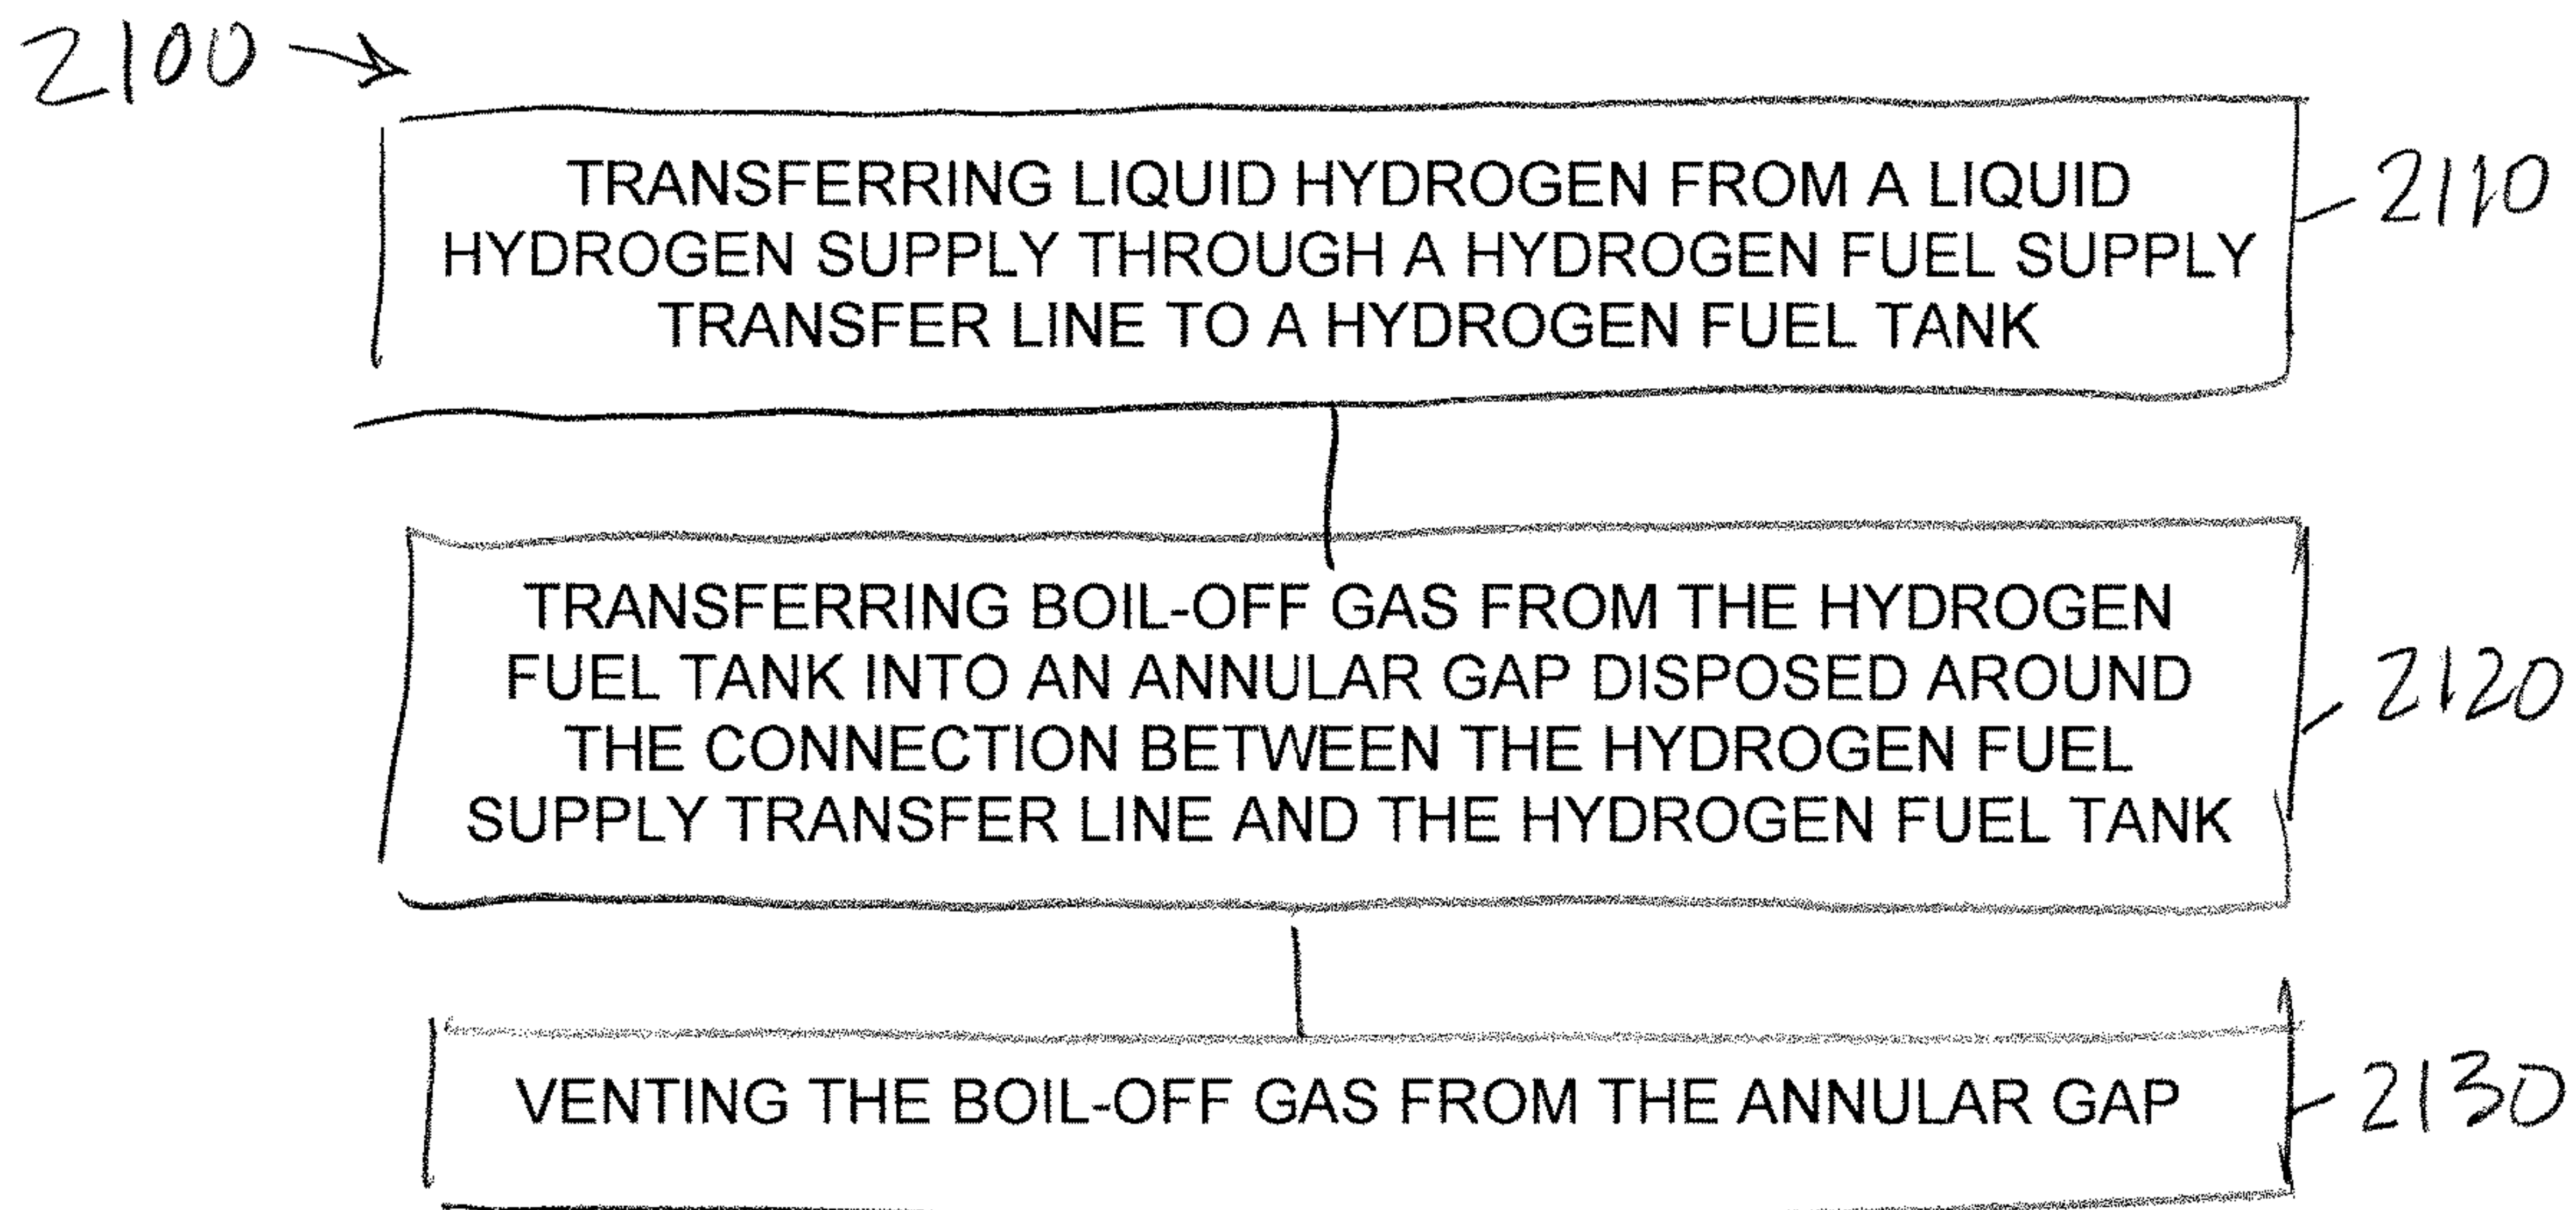 2100
TRANSFERRING LIQUID HYDROGEN FROM A LIQUID
HYDROGEN SUPPLY THROUGH A HYDROGEN FUEL SUPPLY
TRANSFER LINE TO A HYDROGEN FUEL TANK
2110
TRANSFERRING BOIL-OFF GAS FROM THE HYDROGEN
FUEL TANK INTO AN ANNULAR GAP DISPOSED AROUND
THE CONNECTION BETWEEN THE HYDROGEN FUEL
SUPPLY TRANSFER LINE AND THE HYDROGEN FUEL TANK
2120
VENTING THE BOIL-OFF GAS FROM THE ANNULAR GAP
2130